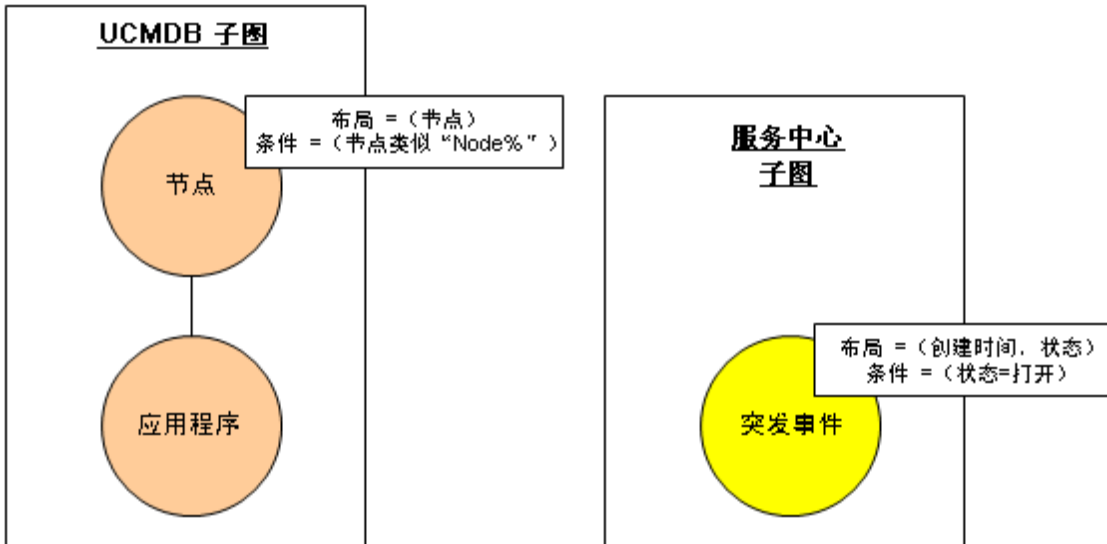 UCMDB 子图
布局 =（节点）
条件 =（节点类似 “Node%”）
节点
应用程序
服务中心
子图
布局 =（创建时间，状态）
条件 =（状态=打开）
突发事件